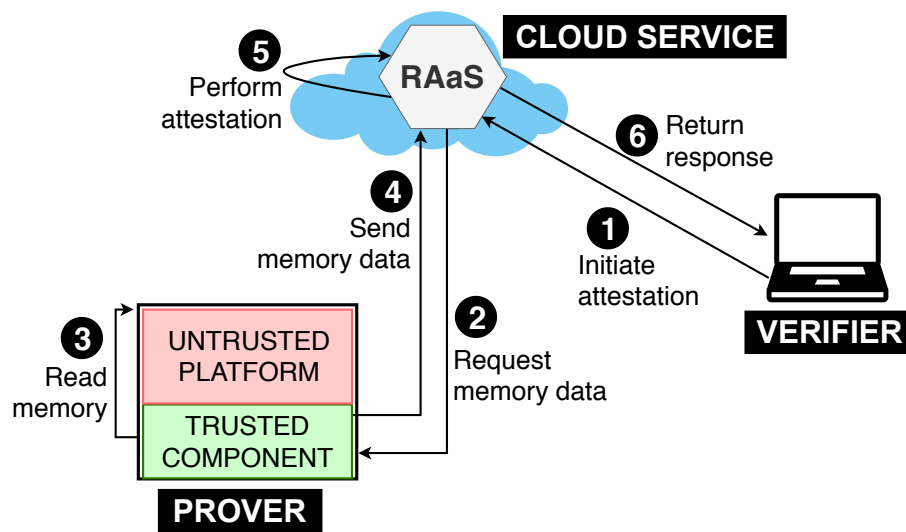 CLOUD SERVICE
RAaS
5
Perform
attestation
6
Return
response
4
Send
memory data
1
Initiate
attestation
VERIFIER
2
Request
memory data
3
Read
memory
UNTRUSTED
PLATFORM
TRUSTED
COMPONENT
PROVER